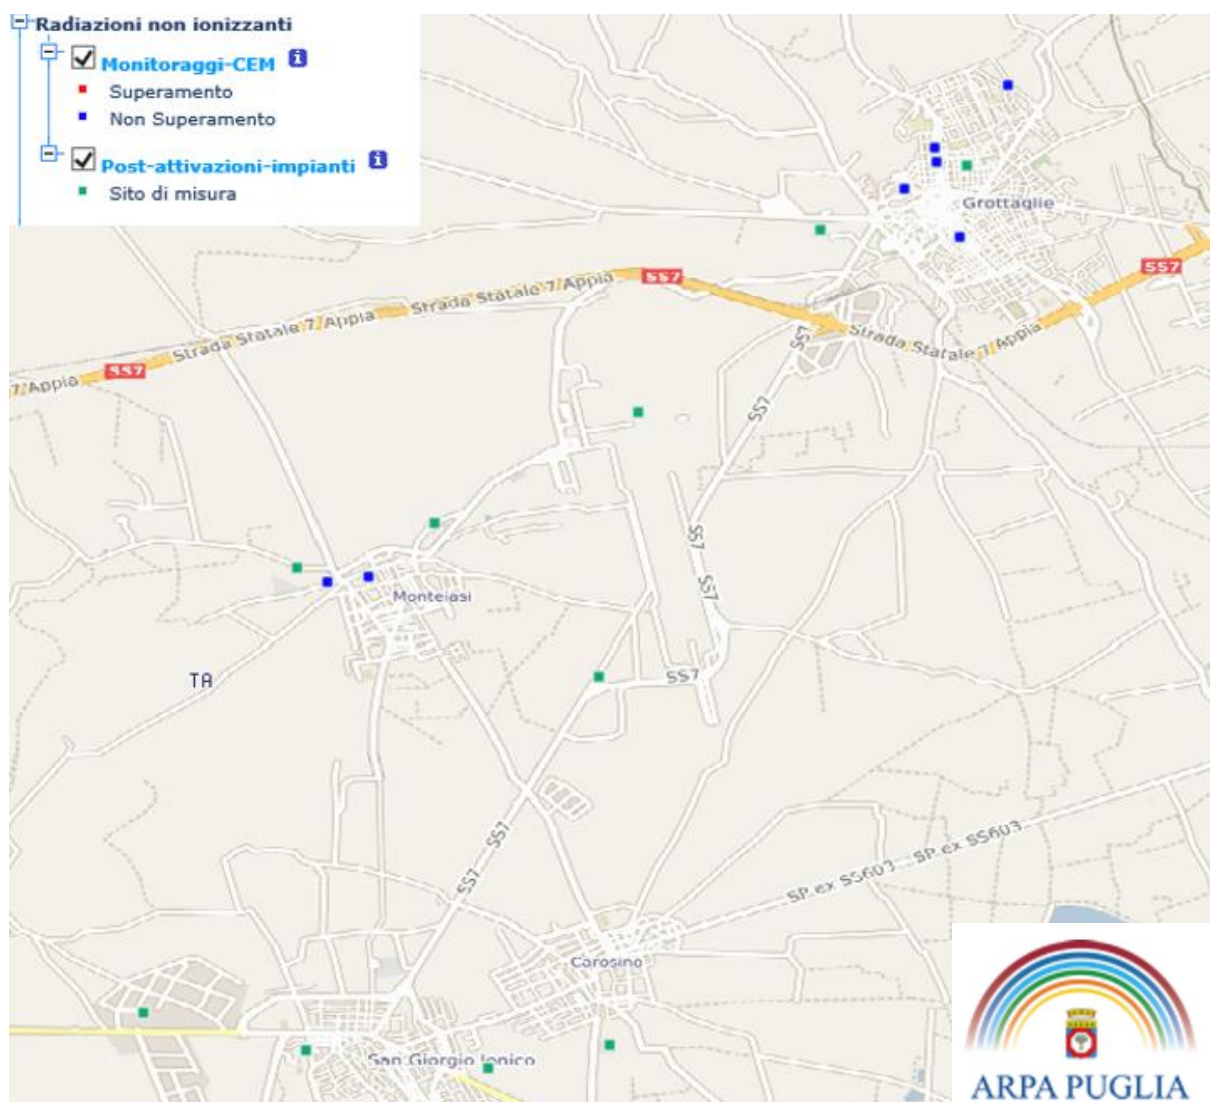 Radiazioni non ionizzanti
Monitoraggi-CEM i
Superamento
Non Superamento
Post-attivazioni-impianti i
Sito di misura
Grottaglie
SS7
SS7
Strada Statale 7 Appia
Strada Statale 7 Appia
Strada Statale 7 Appia
SS7
SS7
7 Appia
SS7
SS7
SS7
Monteiasi
TA
SS7
SS7
SP ex SS603
SP ex SS603
SS7
Carosino
San Giorgio Ionico
ARPA PUGLIA